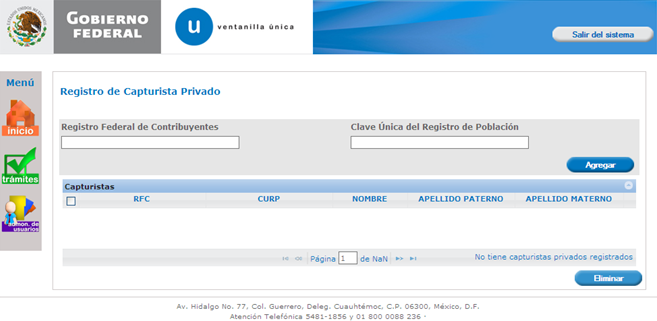 GOBIERNO
FEDERAL
u
ventanilla única
Salir del sistema
Menú
inicio
trámites
admon. de
usuarios
Registro de Capturista Privado
Registro Federal de Contribuyentes
Clave Única del Registro de Población
Agregar
Capturistas
RFC CURP NOMBRE APELLIDO PATERNO APELLIDO MATERNO
Página 1 de NaN
No tiene capturistas privados registrados
Eliminar
Av. Hidalgo No. 77, Col. Guerrero, Deleg. Cuauhtémoc, C.P. 06300, México, D.F.
Atención Telefónica 5481-1856 y 01 800 0088 236 -